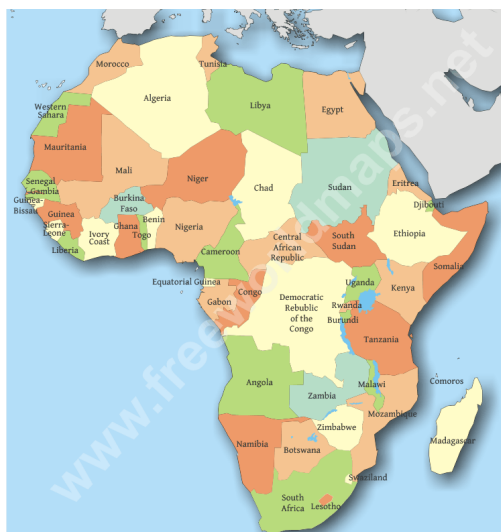 Morocco
Tunisia
Algeria
Libya
Egypt
Western
Sahara
Mauritania
Mali
Niger
Chad
Sudan
Eritrea
Djibouti
Senegal
Gambia
Guinea-
Bissau
Guinea
Sierra-
Leone
Liberia
Ivory
Coast
Burkina
Faso
Ghana
Togo
Benin
Nigeria
Cameroon
Central
African
Republic
South
Sudan
Ethiopia
Somalia
Equatorial Guinea
Gabon
Congo
Democratic
Republic
of the
Congo
Uganda
Rwanda
Burundi
Kenya
Tanzania
Angola
Zambia
Malawi
Comoros
Mozambique
Zimbabwe
Madagascar
Namibia
Botswana
Swaziland
South
Africa
Lesotho
www.freeworldmaps.net